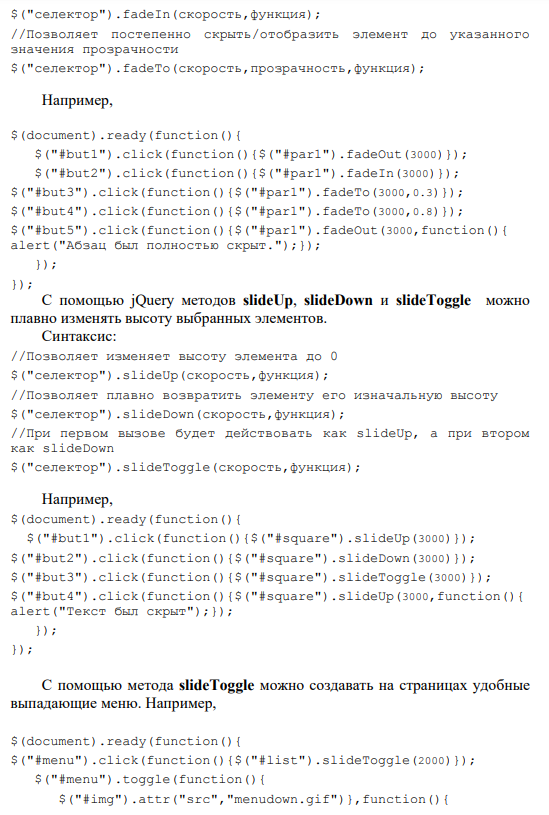 $("селектор").fadeIn(скорость,функция);
//Позволяет постепенно скрыть/отобразить элемент до указанного
значения прозрачности
$("селектор").fadeTo(скорость,прозрачность,функция);
Например,
$(document).ready(function(){
$("#but1").click(function(){$("#par1").fadeOut(3000)});
$("#but2").click(function(){$("#par1").fadeIn(3000)});
$("#but3").click(function(){$("#par1").fadeTo(3000,0.3)});
$("#but4").click(function(){$("#par1").fadeTo(3000,0.8)});
$("#but5").click(function(){$("#par1").fadeOut(3000,function(){
alert("Абзац был полностью скрыт.");});
});
});
С помощью jQuery методов slideUp, slideDown и slideToggle можно
плавно изменять высоту выбранных элементов.
Синтаксис:
//Позволяет изменяет высоту элемента до 0
$("селектор").slideUp(скорость,функция);
//Позволяет плавно возвратить элементу его изначальную высоту
$("селектор").slideDown(скорость,функция);
//При первом вызове будет действовать как slideUp, а при втором
как slideDown
$("селектор").slideToggle(скорость,функция);
Например,
$(document).ready(function(){
$("#but1").click(function(){$("#square").slideUp(3000)});
$("#but2").click(function(){$("#square").slideDown(3000)});
$("#but3").click(function(){$("#square").slideToggle(3000)});
$("#but4").click(function(){$("#square").slideUp(3000,function(){
alert("Текст был скрыт");});
});
});
С помощью метода slideToggle можно создавать на страницах удобные
выпадающие меню. Например,
$(document).ready(function(){
$("#menu").click(function(){$("#list").slideToggle(2000)});
$("#menu").toggle(function(){
$("#img").attr("src","menudown.gif")},function(){